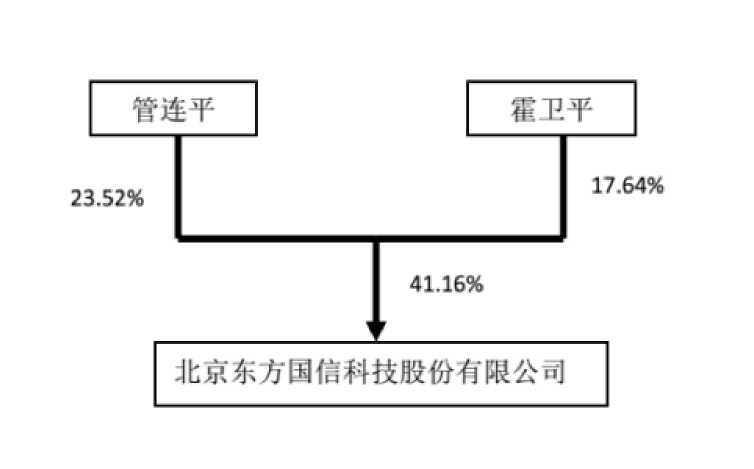 管连平
霍卫平
23.52%
17.64%
41.16%
北京东方国信科技股份有限公司